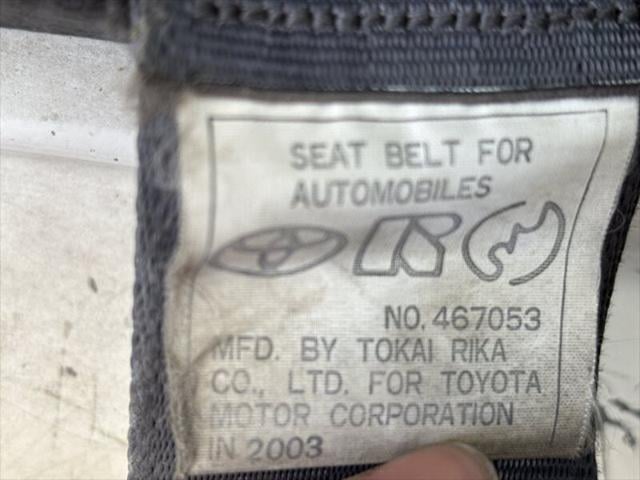 SEAT BELT FOR
AUTOMOBILES
NO. 467053
MFD. BY TOKAI RIKA
CO., LTD. FOR TOYOTA
MOTOR CORPORATION
IN 2003